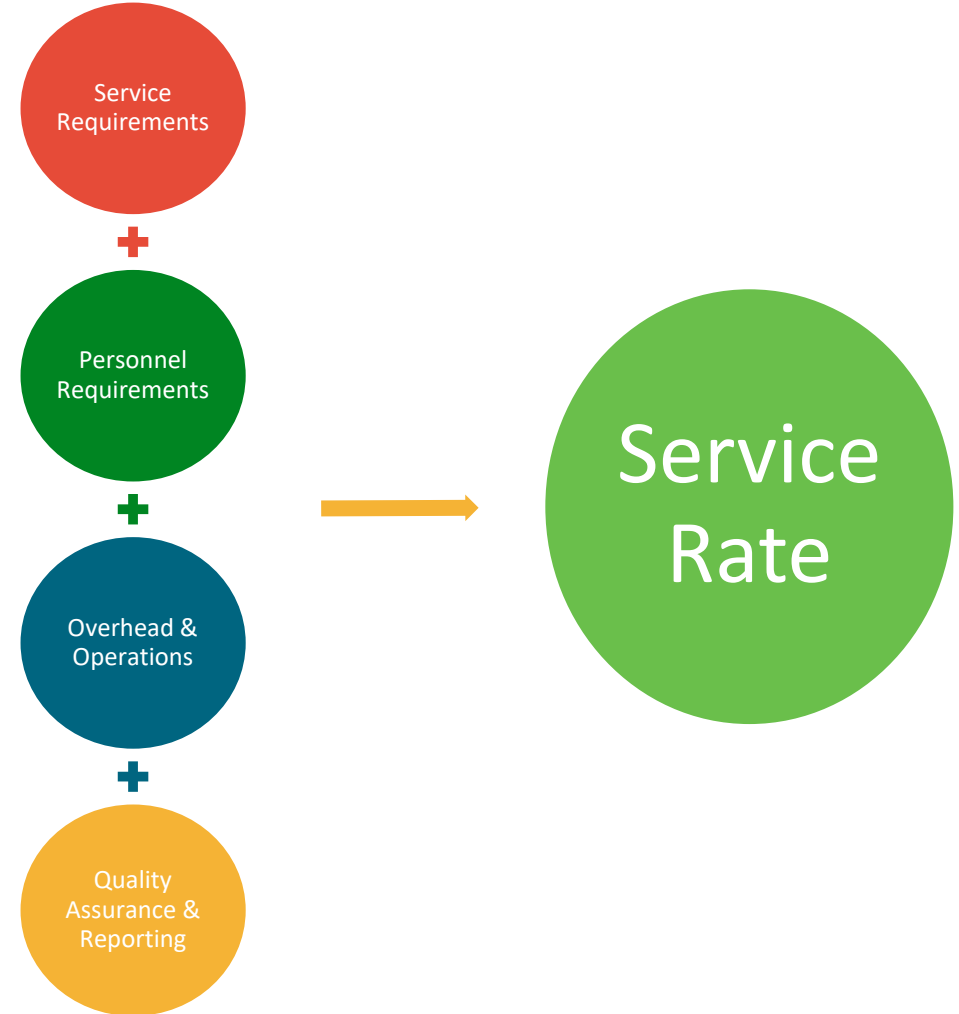 Service
Requirements
Personnel
Requirements
Overhead &
Operations
Quality
Assurance &
Reporting
Service
Rate